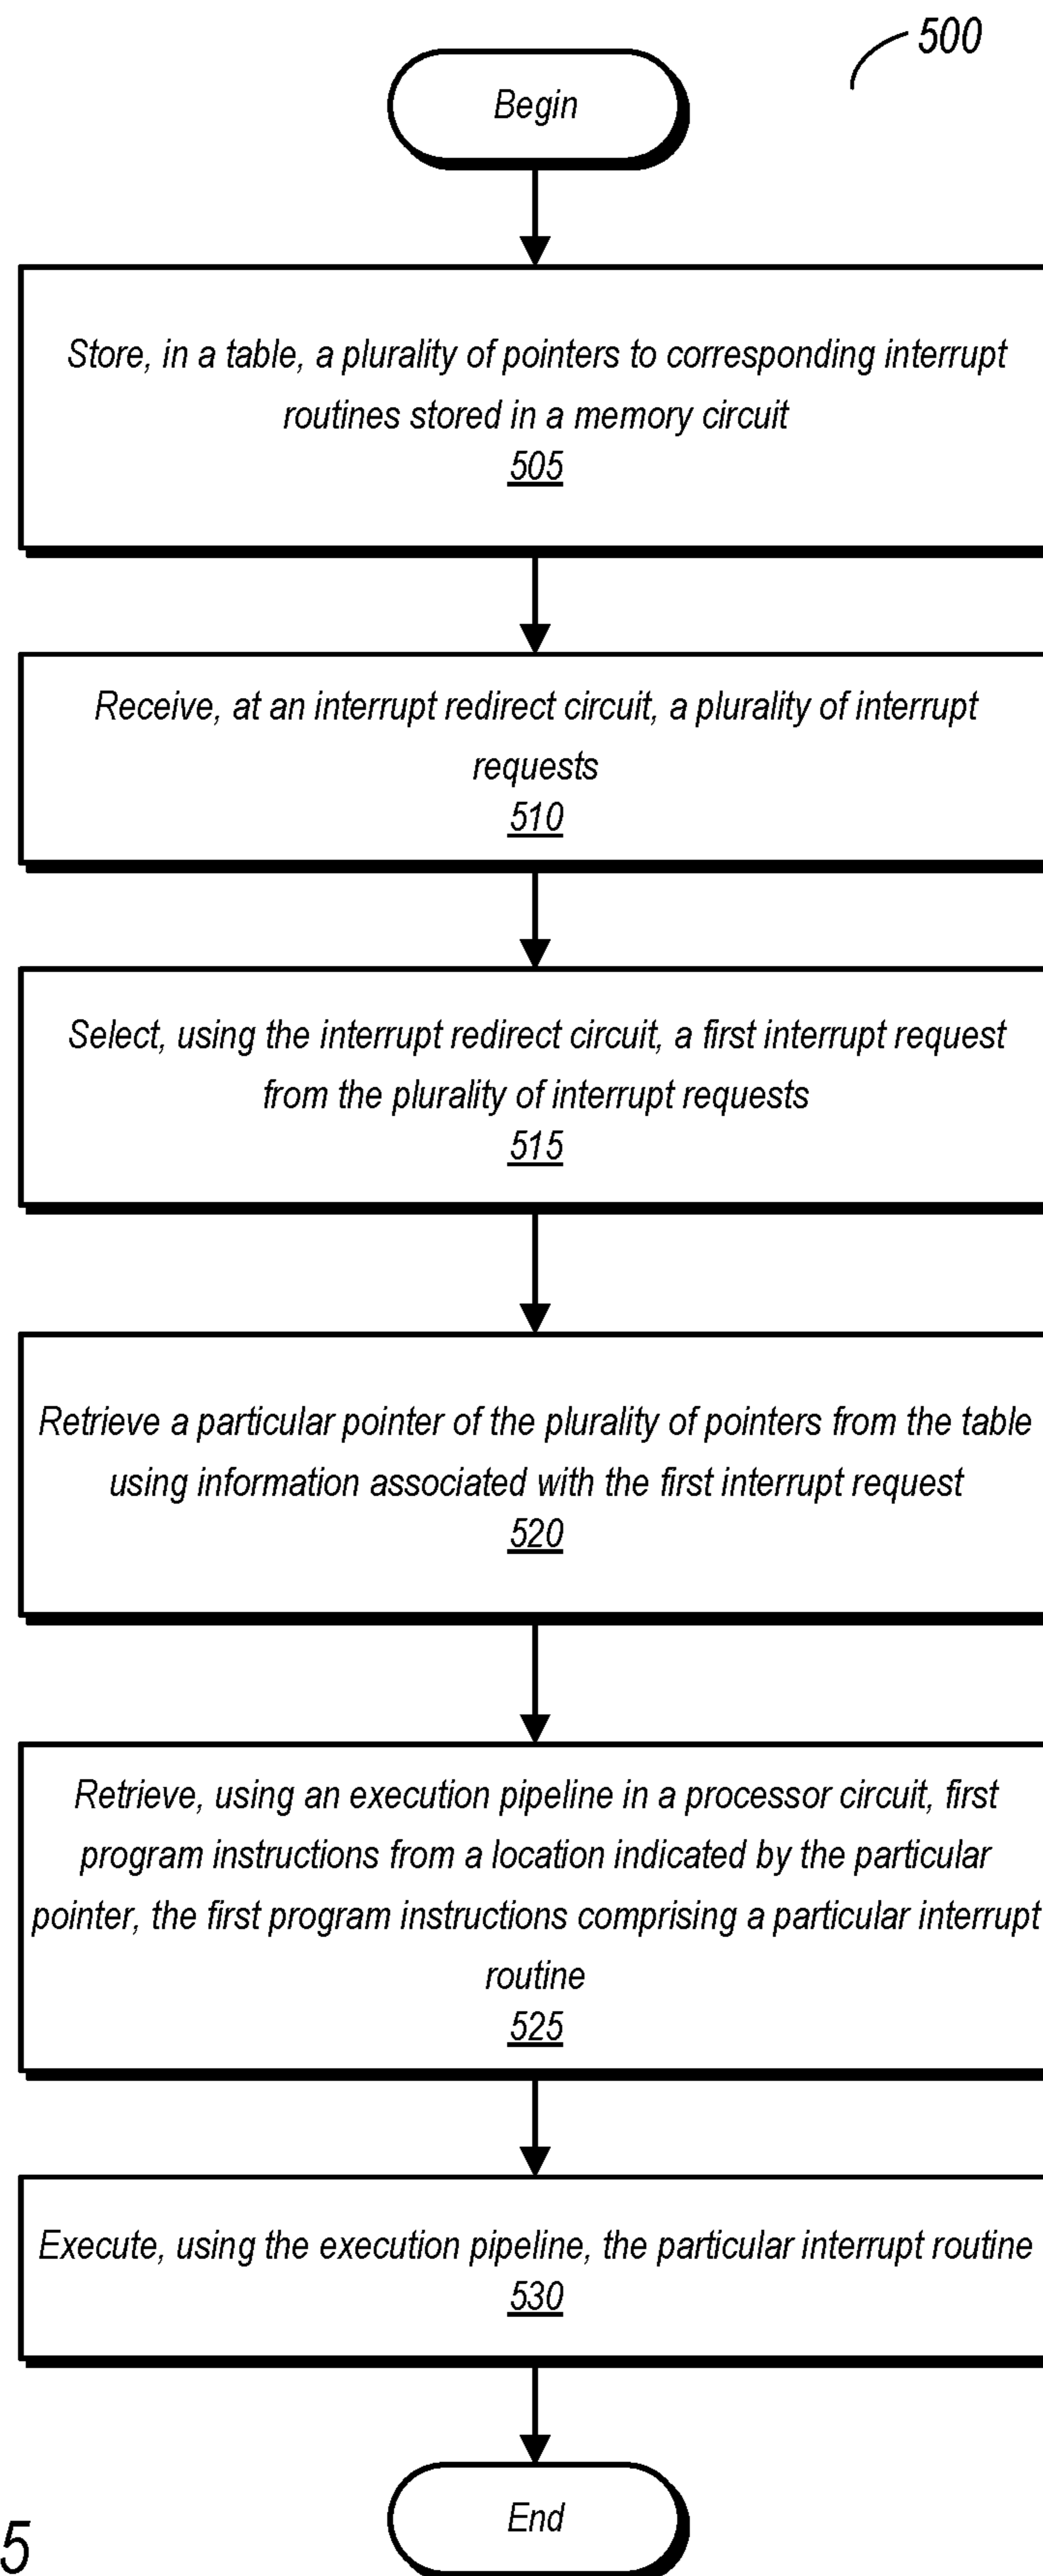 500
Begin
Store, in a table, a plurality of pointers to corresponding interrupt
routines stored in a memory circuit
505
Receive, at an interrupt redirect circuit, a plurality of interrupt
requests
510
Select, using the interrupt redirect circuit, a first interrupt request
from the plurality of interrupt requests
515
Retrieve a particular pointer of the plurality of pointers from the table
using information associated with the first interrupt request
520
Retrieve, using an execution pipeline in a processor circuit, first
program instructions from a location indicated by the particular
pointer, the first program instructions comprising a particular interrupt
routine
525
Execute, using the execution pipeline, the particular interrupt routine
530
End
5